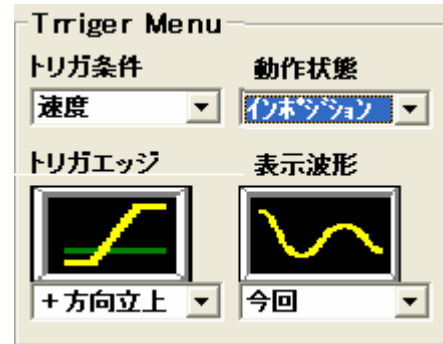 Trriger Menu
トリガ条件 動作状態
速度 インポジション
トリガエッジ 表示波形
+方向立上 今回